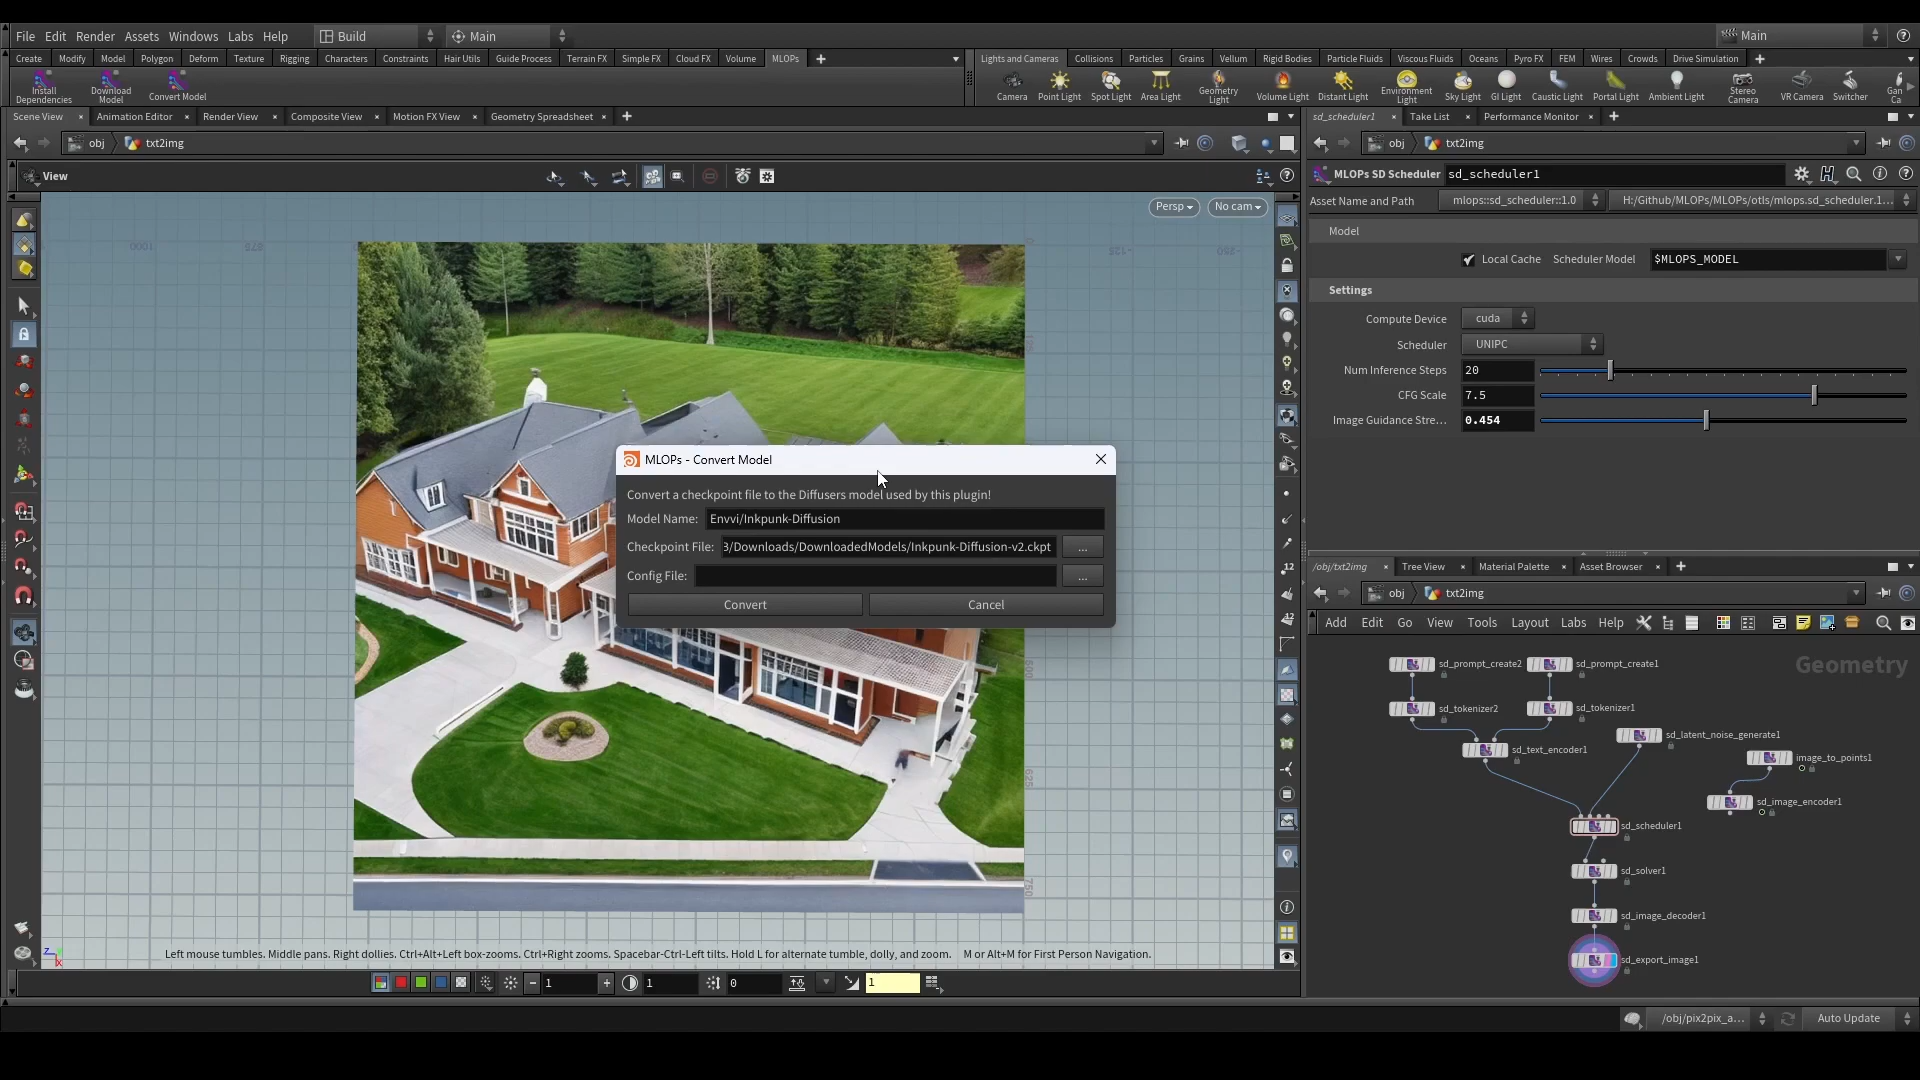 File Edit Render Assets Windows Labs Help Build Main Main
Create Modify Model Polygon Deform Texture Rigging Characters Constraints Hair Utils Guide Process Terrain FX Simple FX Cloud FX Volume MLOPs
Lights and Cameras Collisions Particles Grains Vellum Rigid Bodies Particle Fluids Viscous Fluids Oceans Pyro FX FEM Wires Crowds Drive Simulation
Install Dependencies
Download Model
Convert Model
Camera
Point Light
Spot Light
Area Light
Geometry Light
Volume Light
Distant Light
Environment Light
Sky Light
GI Light
Caustic Light
Portal Light
Ambient Light
Stereo Camera
VR Camera
Switcher
Gan Ca
Scene View Animation Editor Render View Composite View Motion FX View Geometry Spreadsheet
obj txt2img
View
Persp No cam
MLOPs - Convert Model
Convert a checkpoint file to the Diffusers model used by this plugin!
Model Name: Envvi/Inkpunk-Diffusion
Checkpoint File: 3/Downloads/DownloadedModels/Inkpunk-Diffusion-v2.ckpt ...
Config File: ...
Convert Cancel
Left mouse tumbles. Middle pans. Right dollies. Ctrl+Alt+Left box-zooms. Ctrl+Right zooms. Spacebar-Ctrl-Left tilts. Hold L for alternate tumble, dolly, and zoom. M or Alt+M for First Person Navigation.
1 1 0 1
sd_scheduler1 Take List Performance Monitor
obj txt2img
MLOPs SD Scheduler sd_scheduler1
Asset Name and Path mlops::sd_scheduler::1.0 H:/Github/MLOPs/MLOPs/otls/mlops.sd_scheduler.1...
Model
Local Cache Scheduler Model $MLOPS_MODEL
Settings
Compute Device cuda
Scheduler UNIPC
Num Inference Steps 20
CFG Scale 7.5
Image Guidance Stre... 0.454
/obj/txt2img Tree View Material Palette Asset Browser
obj txt2img
Add Edit Go View Tools Layout Labs Help
Geometry
sd_prompt_create2 sd_prompt_create1
sd_tokenizer2 sd_tokenizer1
sd_latent_noise_generate1
sd_text_encoder1
image_to_points1
sd_image_encoder1
sd_scheduler1
sd_solver1
sd_image_decoder1
sd_export_image1
/obj/pix2pix_a... Auto Update